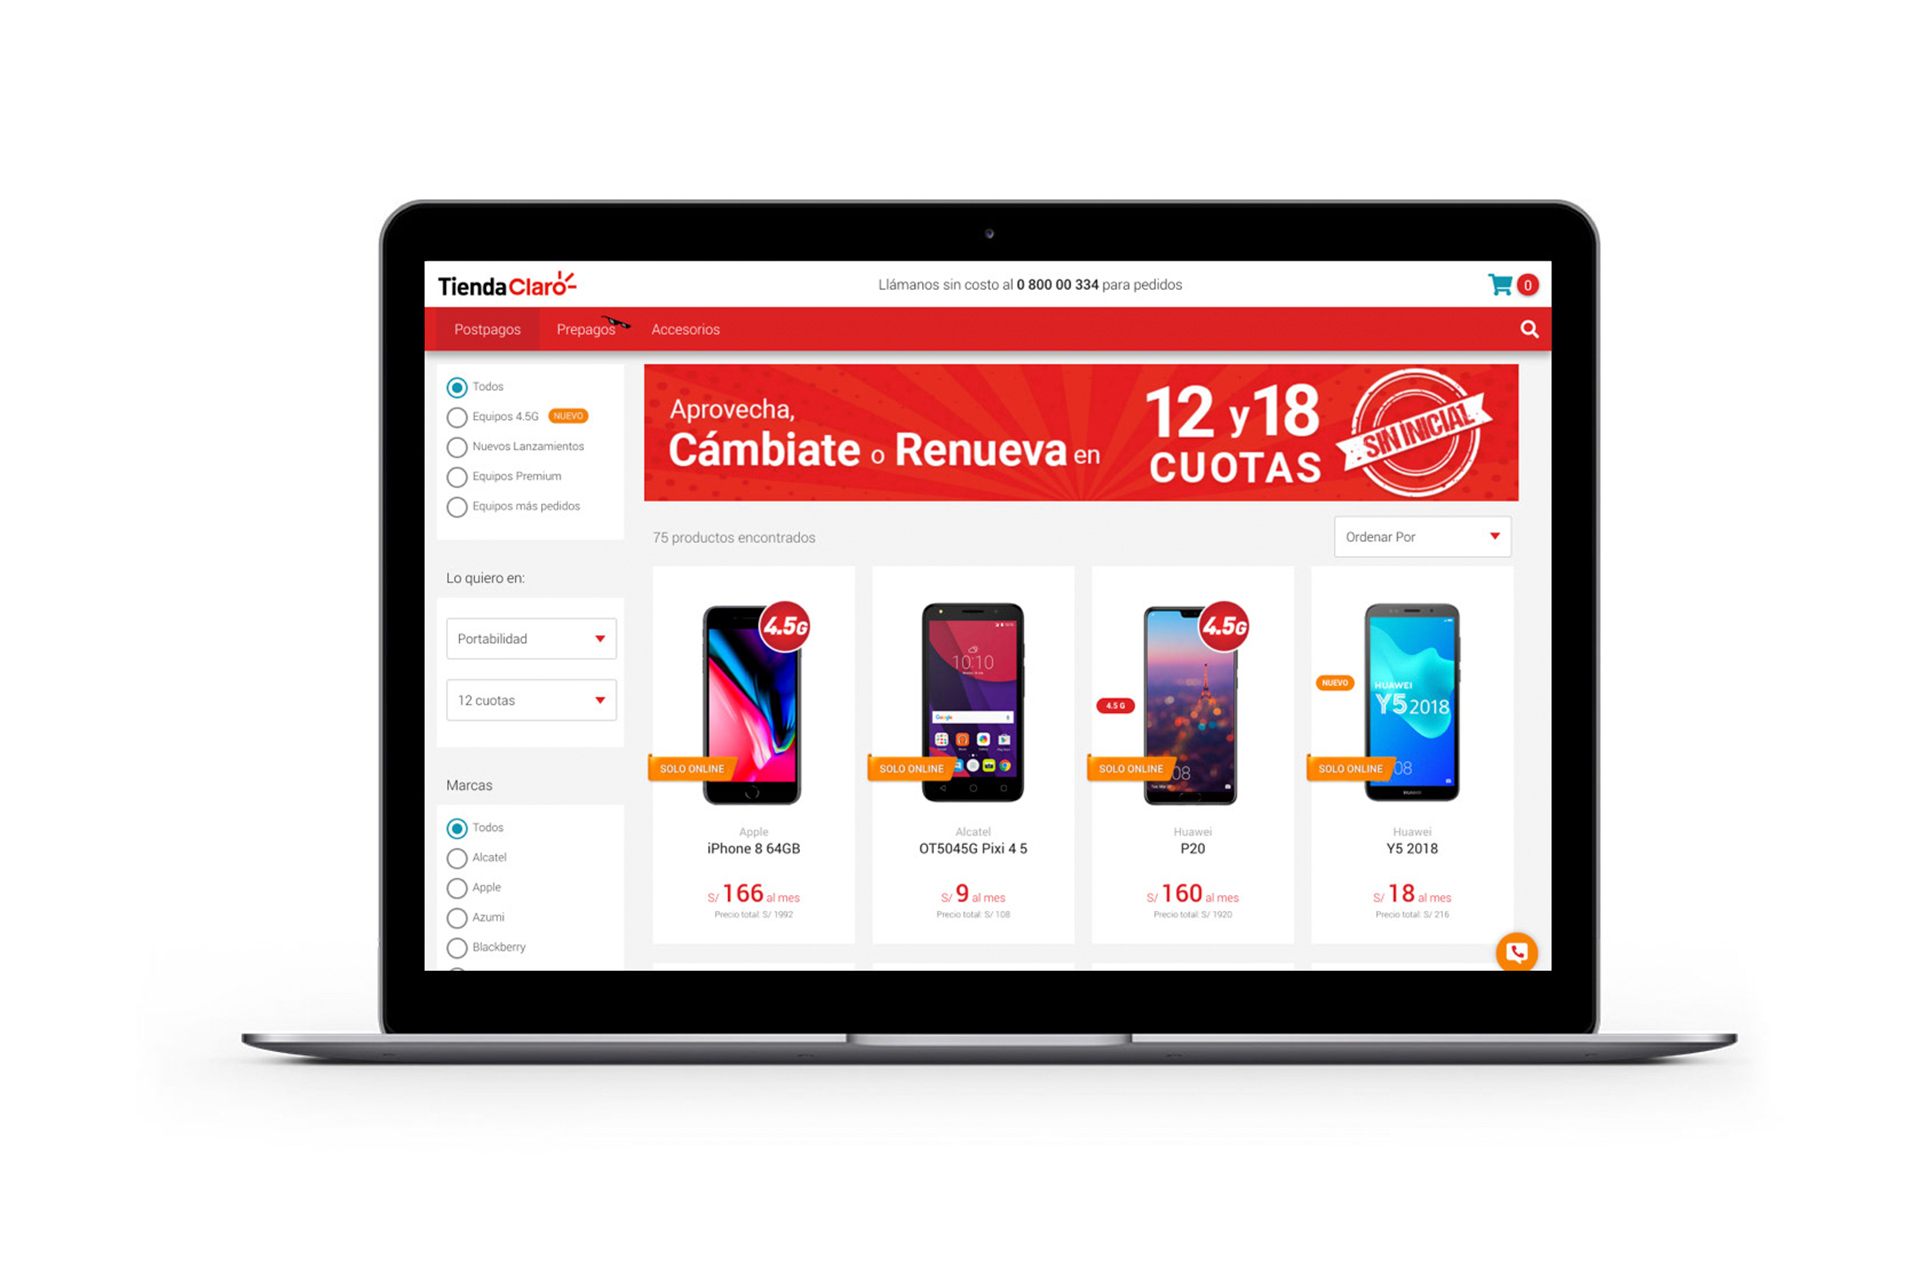 TiendaClaro
Llámanos sin costo al 0 800 00 334 para pedidos
0
Postpagos
Prepagos
Accesorios
Todos
Equipos 4.5G NUEVO
Nuevos Lanzamientos
Equipos Premium
Equipos más pedidos
Aprovecha,
Cámbiate o Renueva en
12 y 18
CUOTAS
SIN INICIAL
75 productos encontrados
Ordenar Por
Lo quiero en:
Portabilidad
12 cuotas
Marcas
Todos
Alcatel
Apple
Azumi
Blackberry
4.5G
SOLO ONLINE
Apple
iPhone 8 64GB
S/ 166 al mes
Precio total: S/ 1992
10:10
Google
SOLO ONLINE
Alcatel
OT5045G Pixi 4 5
S/ 9 al mes
Precio total: S/ 108
4.5G
4.5 G
SOLO ONLINE
08
Huawei
P20
S/ 160 al mes
Precio total: S/ 1920
NUEVO
HUAWEI
Y5 2018
SOLO ONLINE
08
Huawei
Y5 2018
S/ 18 al mes
Precio total: S/ 216